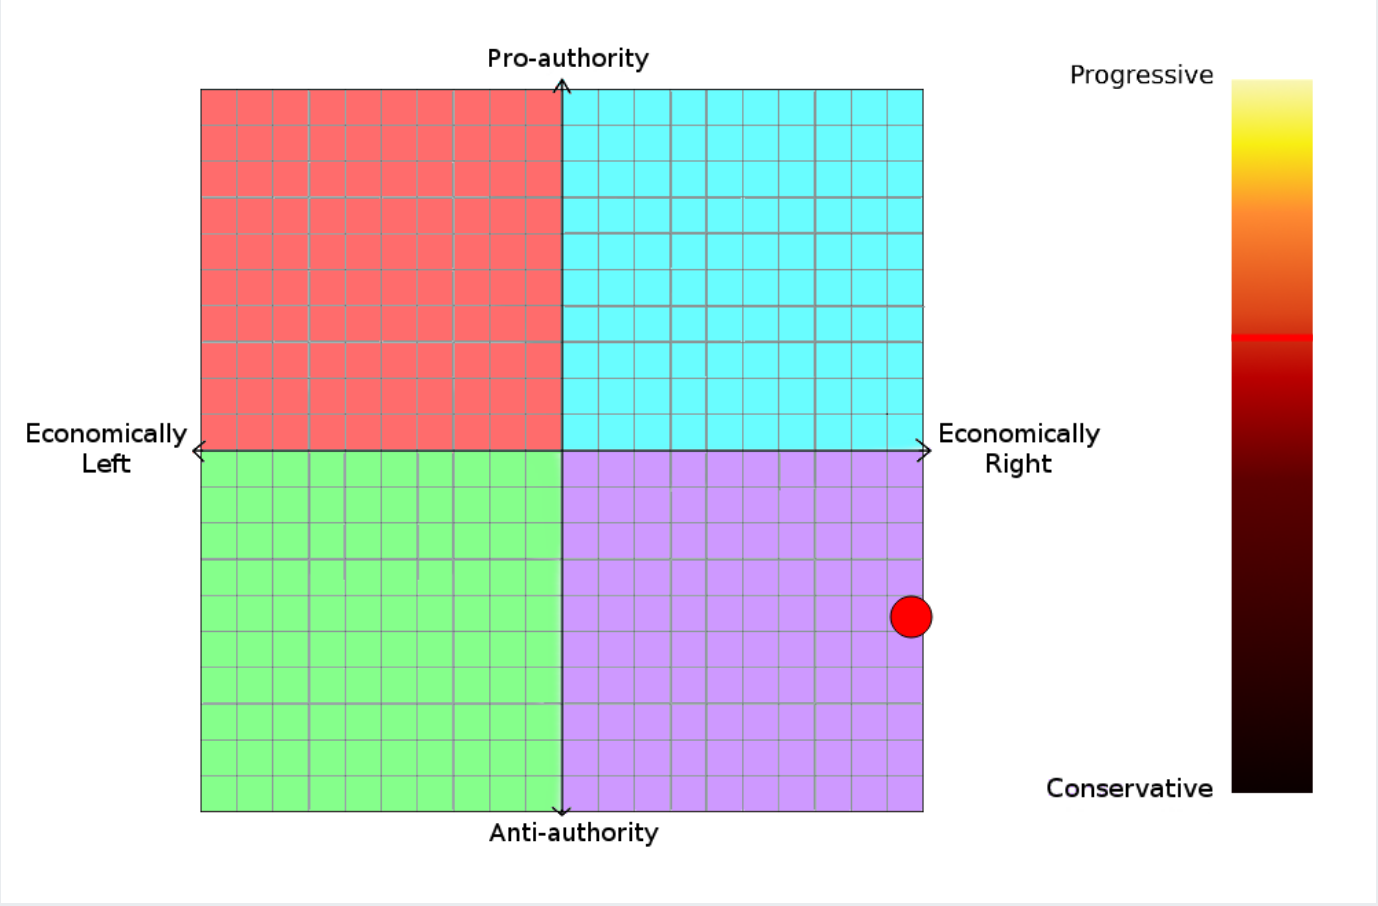 Pro-authority
Progressive
Economically
Left
Economically
Right
Conservative
Anti-authority